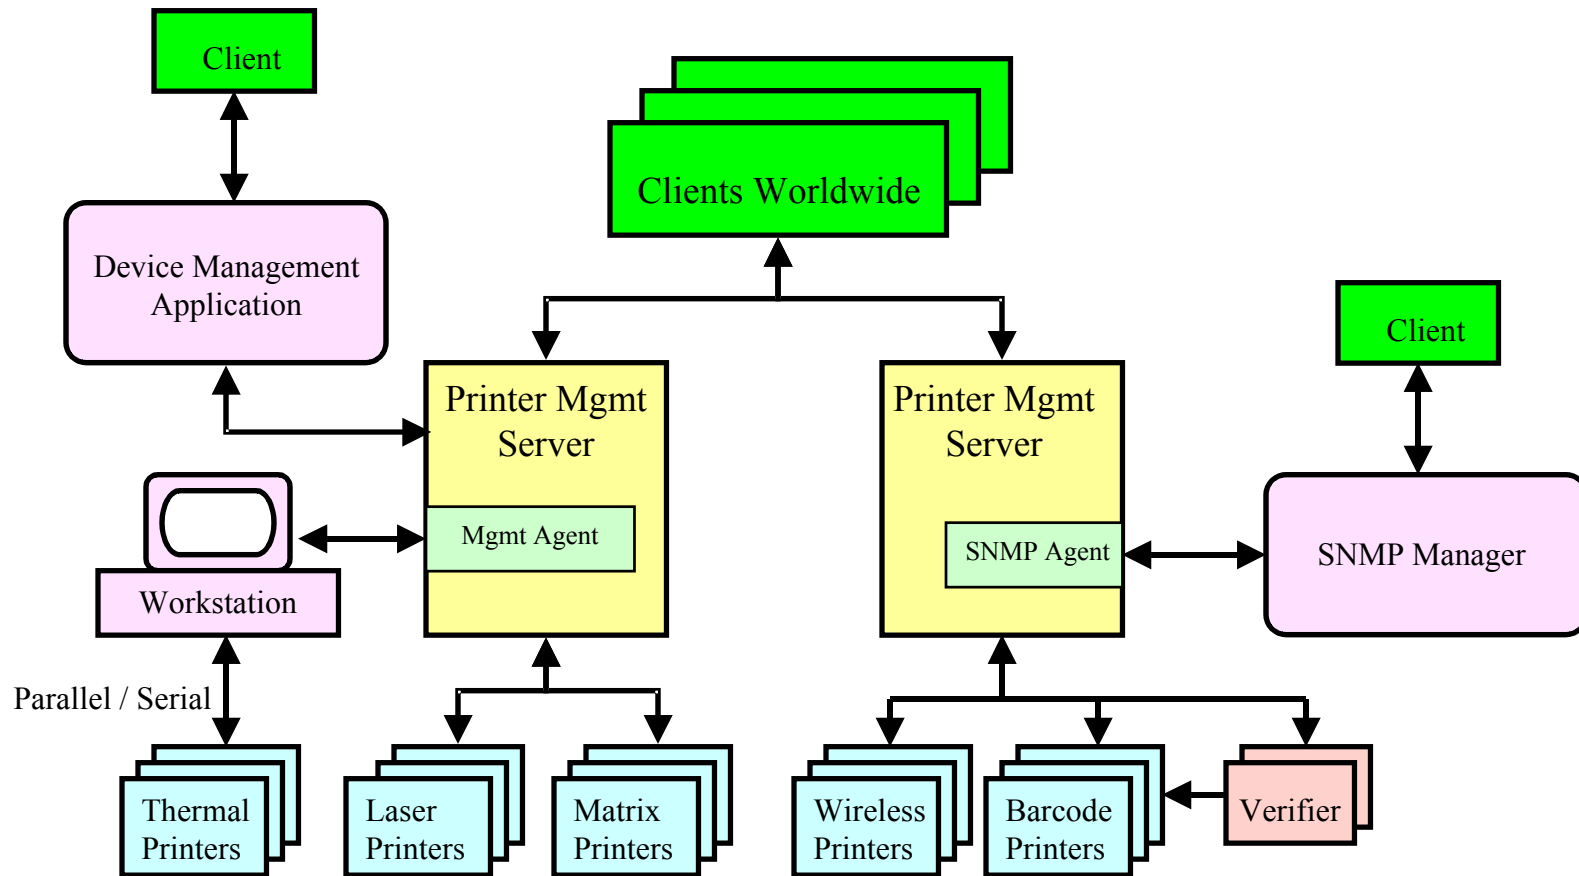 Client
Clients Worldwide
Device Management
Application
Client
Printer Mgmt
Server
Printer Mgmt
Server
Mgmt Agent
SNMP Agent
SNMP Manager
Workstation
Parallel / Serial
Thermal
Printers
Laser
Printers
Matrix
Printers
Wireless
Printers
Barcode
Printers
Verifier